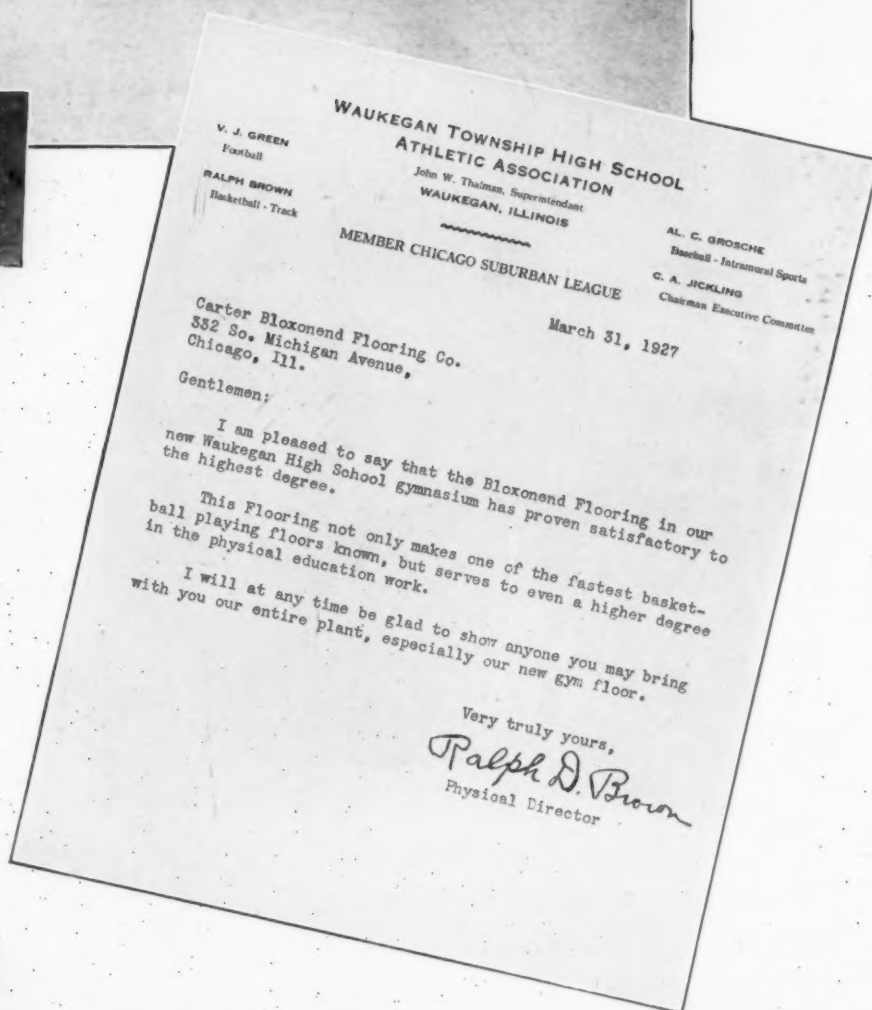 WAUKEGAN TOWNSHIP HIGH SCHOOL
ATHLETIC ASSOCIATION
John W. Thalman, Superintendant
WAUKEGAN, ILLINOIS
V. J. GREEN
Football
RALPH BROWN
Basketball - Track
AL. C. GROSCHE
Baseball - Intramural Sports
C. A. JICKLING
Chairman Executive Committee
MEMBER CHICAGO SUBURBAN LEAGUE
March 31, 1927
Carter Bloxonend Flooring Co.
332 So. Michigan Avenue,
Chicago, Ill.
Gentlemen:
I am pleased to say that the Bloxonend Flooring in our
new Waukegan High School gymnasium has proven satisfactory to
the highest degree.
This Flooring not only makes one of the fastest basket-
ball playing floors known, but serves to even a higher degree
in the physical education work.
I will at any time be glad to show anyone you may bring
with you our entire plant, especially our new gym floor.
Very truly yours,
Ralph D. Brown
Physical Director